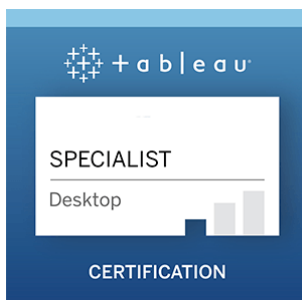 + a b l e a u
SPECIALIST
Desktop
CERTIFICATION